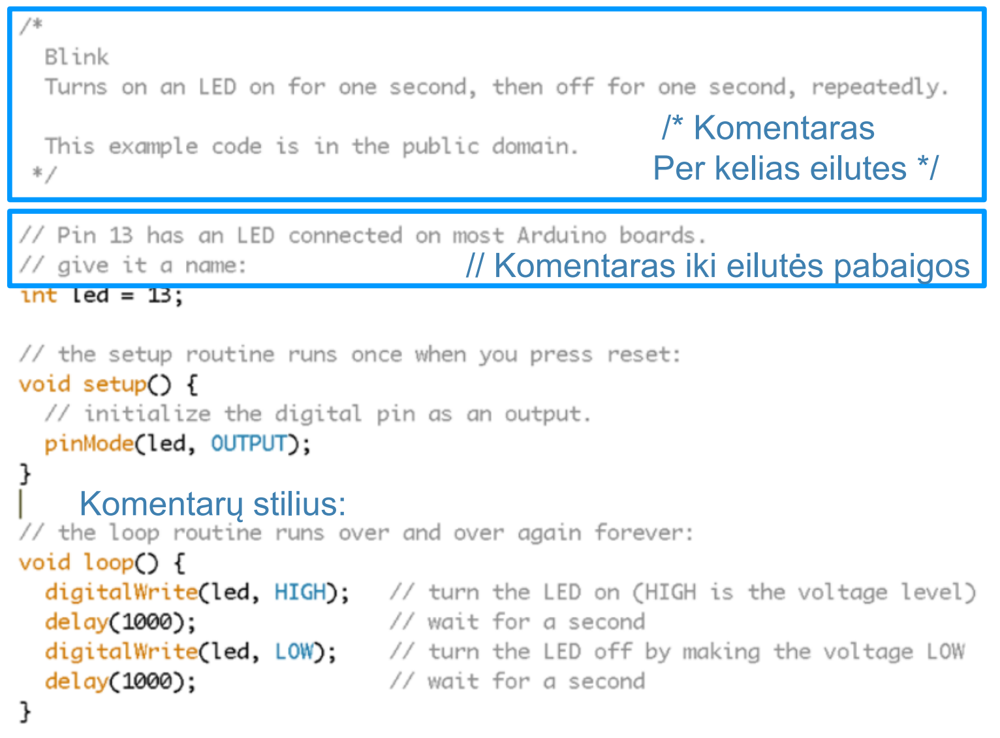 /*
Blink
Turns on an LED on for one second, then off for one second, repeatedly.
This example code is in the public domain.
*/
/* Komentaras
Per kelias eilutes */
// Pin 13 has an LED connected on most Arduino boards.
// give it a name:
// Komentaras iki eilutės pabaigos
int led = 13;
// the setup routine runs once when you press reset:
void setup() {
// initialize the digital pin as an output.
pinMode(led, OUTPUT);
}
Komentarų stilius:
// the loop routine runs over and over again forever:
void loop() {
digitalWrite(led, HIGH);   // turn the LED on (HIGH is the voltage level)
delay(1000);               // wait for a second
digitalWrite(led, LOW);    // turn the LED off by making the voltage LOW
delay(1000);               // wait for a second
}